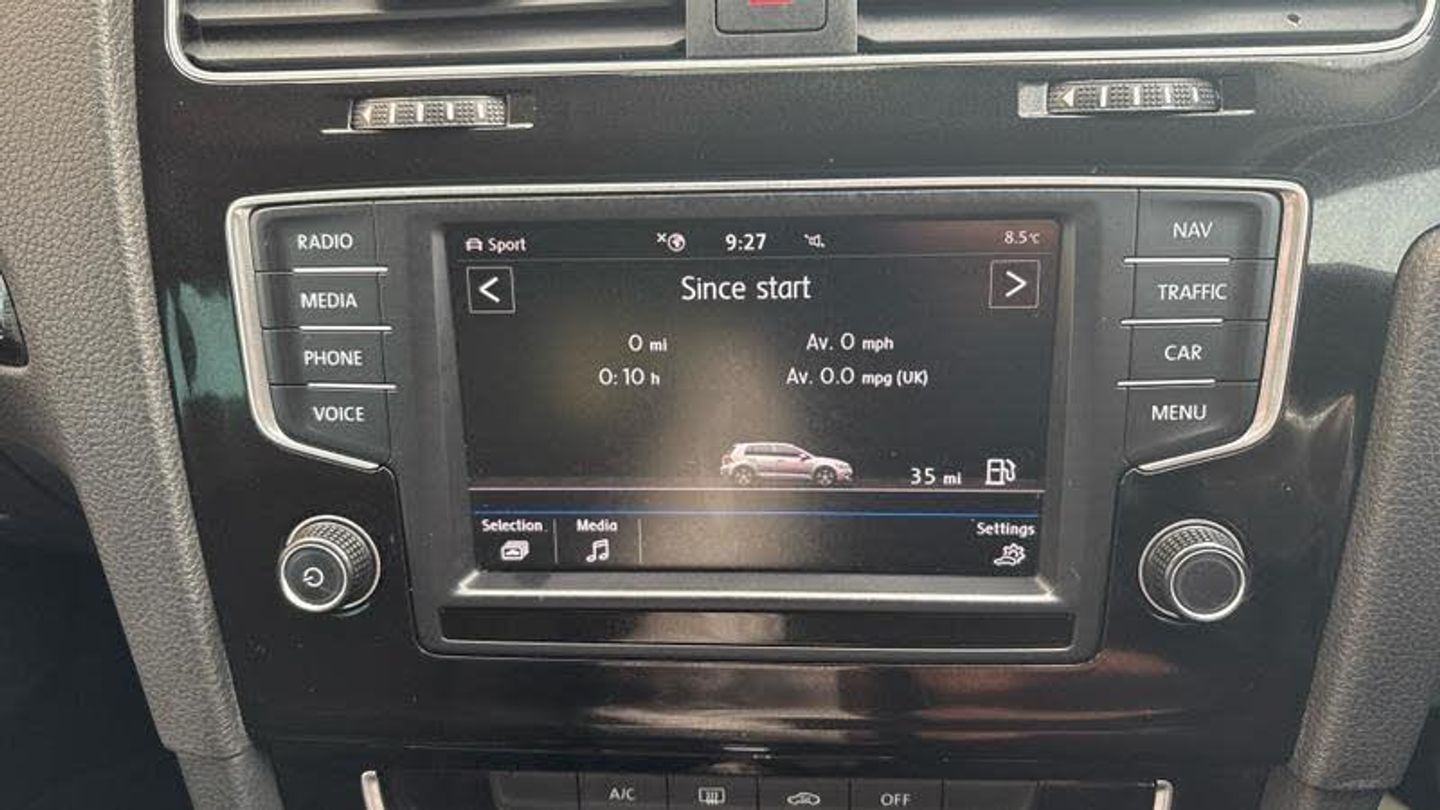 RADIO
MEDIA
PHONE
VOICE
Sport
9:27
8.5°C
< Since start >
0 mi Av. 0 mph
0:10 h Av. 0.0 mpg (UK)
35 mi
Selection Media Settings
NAV
TRAFFIC
CAR
MENU
A/C OFF